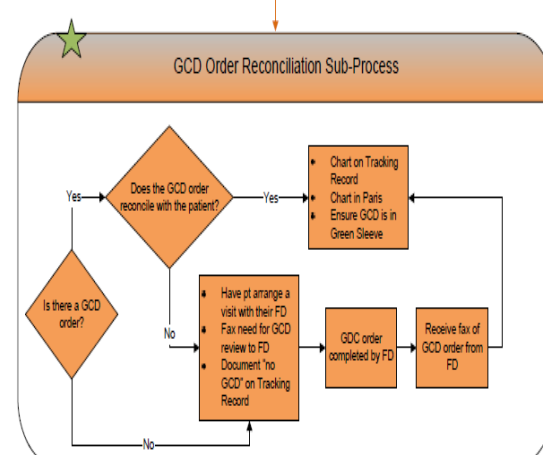 GCD Order Reconciliation Sub-Process
Does the GCD order
reconcile with the patient?
Yes
Yes
Chart on Tracking
Record
Chart in Paris
Ensure GCD is in
Green Sleeve
Is there a GCD
order?
No
Have pt arrange a
visit with their FD
Fax need for GCD
review to FD
Document "no
GCD" on Tracking
Record
GDC order
completed by FD
Receive fax of
GCD order from
FD
No